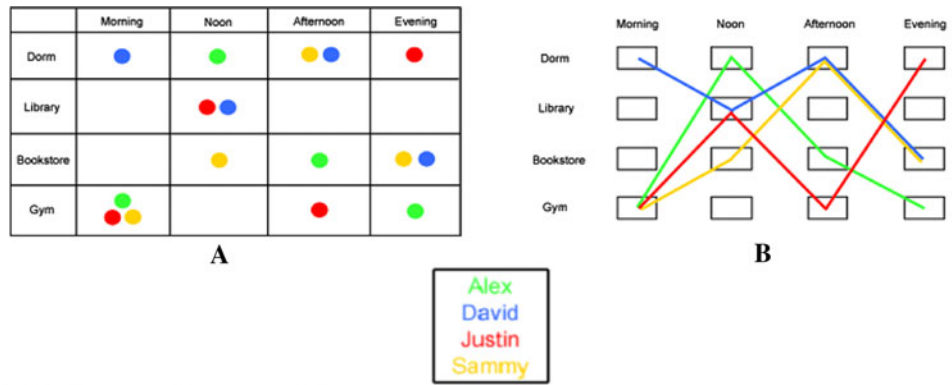 Morning Noon Afternoon Evening
Dorm
Library
Bookstore
Gym
A
Morning Noon Afternoon Evening
Dorm
Library
Bookstore
Gym
B
Alex
David
Justin
Sammy